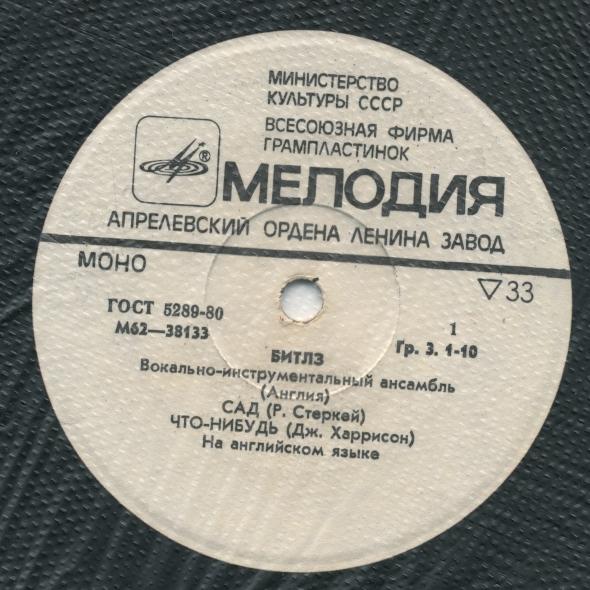 МИНИСТЕРСТВО
КУЛЬТУРЫ СССР
ВСЕСОЮЗНАЯ ФИРМА
ГРАМПЛАСТИНОК
®
МЕЛОДИЯ
АПРЕЛЕВСКИЙ ОРДЕНА ЛЕНИНА ЗАВОД
МОНО
▽33
ГОСТ 5289-80
М62—38133
1
Гр. 3. 1-10
БИТЛЗ
Вокально-инструментальный ансамбль
(Англия)
САД (Р. Стеркей)
ЧТО-НИБУДЬ (Дж. Харрисон)
На английском языке